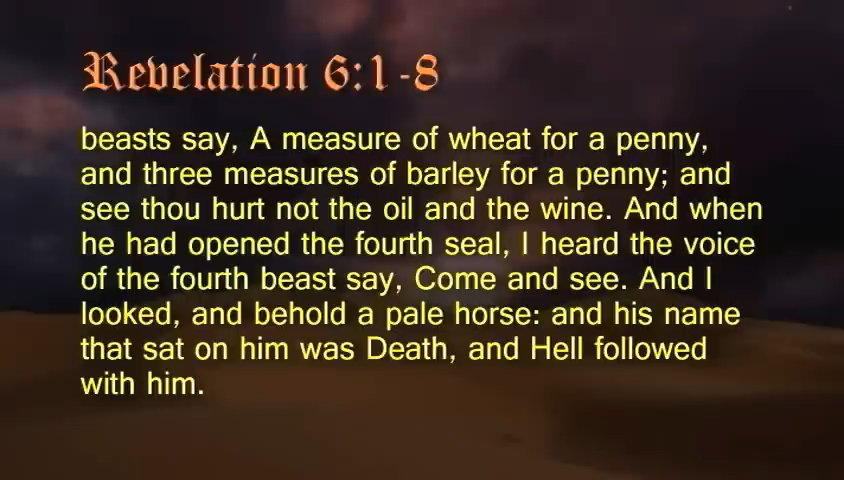 Revelation 6:1-8
beasts say, A measure of wheat for a penny,
and three measures of barley for a penny; and
see thou hurt not the oil and the wine. And when
he had opened the fourth seal, I heard the voice
of the fourth beast say, Come and see. And I
looked, and behold a pale horse: and his name
that sat on him was Death, and Hell followed
with him.